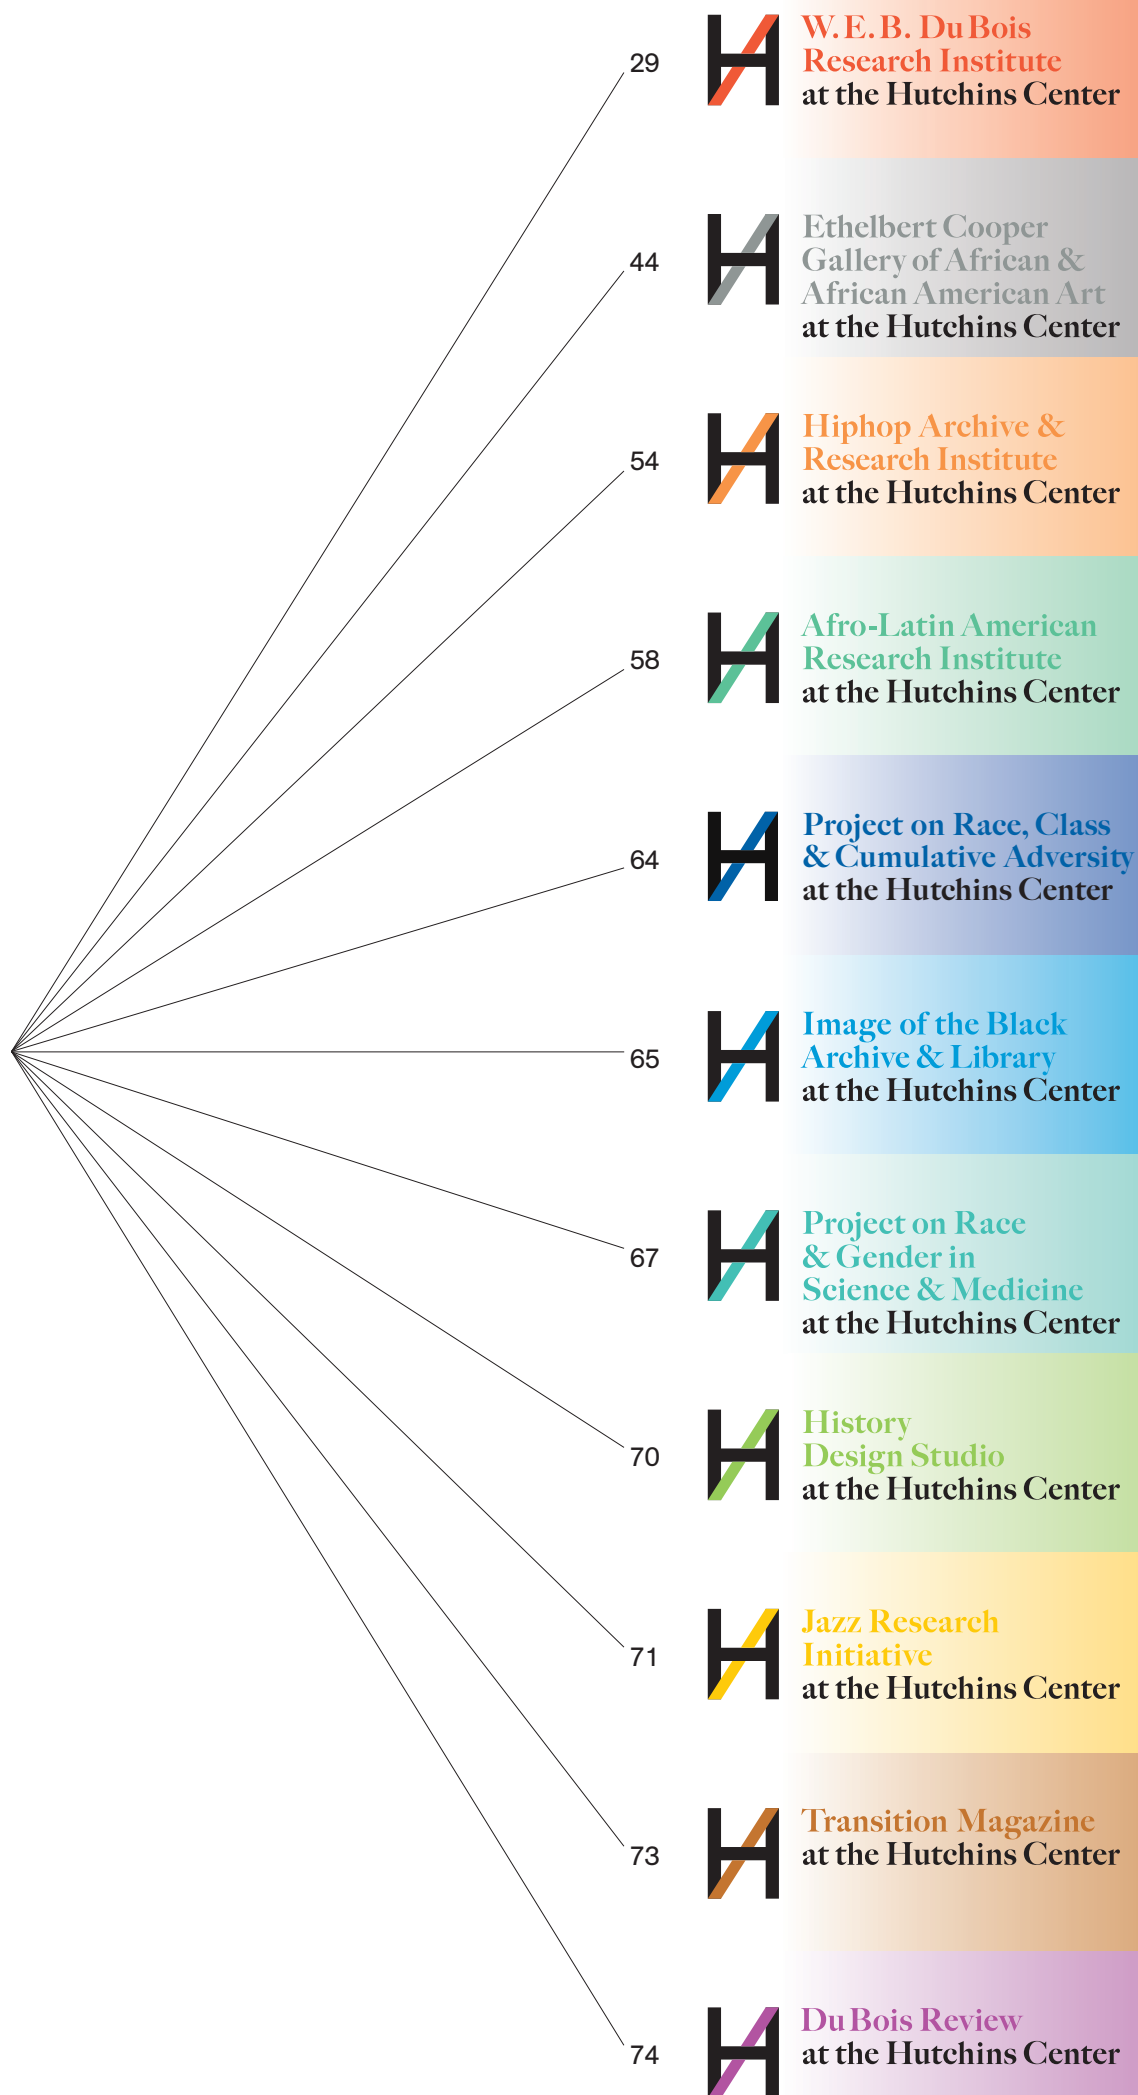 29
W.E.B. Du Bois
Research Institute
at the Hutchins Center
44
Ethelbert Cooper
Gallery of African &
African American Art
at the Hutchins Center
54
Hiphop Archive &
Research Institute
at the Hutchins Center
58
Afro-Latin American
Research Institute
at the Hutchins Center
64
Project on Race, Class
& Cumulative Adversity
at the Hutchins Center
65
Image of the Black
Archive & Library
at the Hutchins Center
67
Project on Race
& Gender in
Science & Medicine
at the Hutchins Center
70
History
Design Studio
at the Hutchins Center
71
Jazz Research
Initiative
at the Hutchins Center
73
Transition Magazine
at the Hutchins Center
74
Du Bois Review
at the Hutchins Center